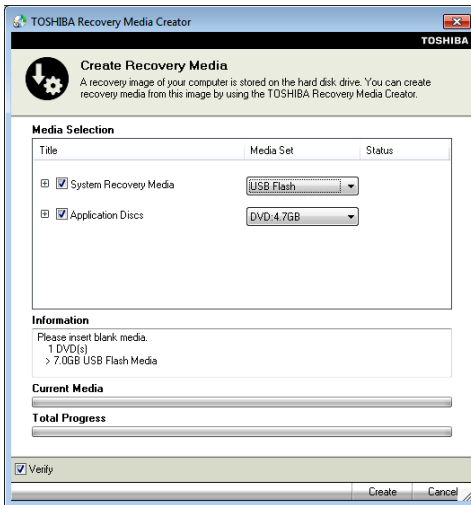 TOSHIBA Recovery Media Creator
TOSHIBA
Create Recovery Media
A recovery image of your computer is stored on the hard disk drive. You can create
recovery media from this image by using the TOSHIBA Recovery Media Creator.
Media Selection
Title Media Set Status
System Recovery Media USB Flash
Application Discs DVD:4.7GB
Information
Please insert blank media.
1 DVD(s)
> 7.0GB USB Flash Media
Current Media
Total Progress
Verify
Create Cancel